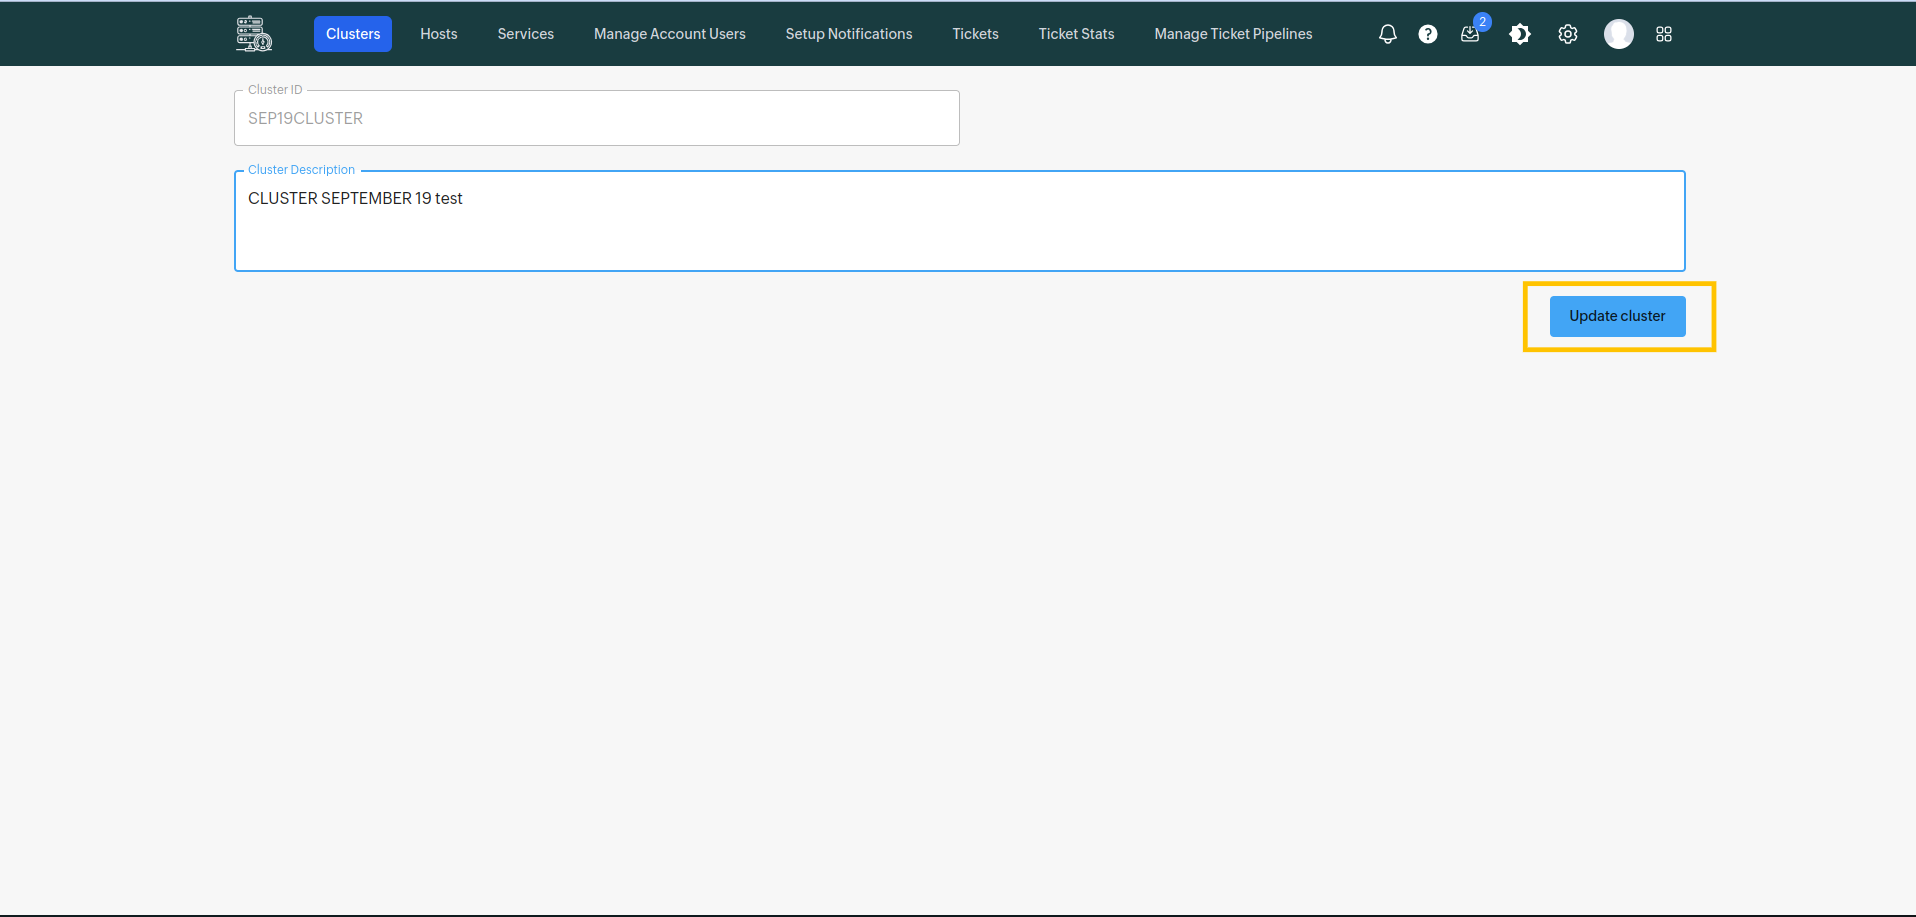 Clusters Hosts Services Manage Account Users Setup Notifications Tickets Ticket Stats Manage Ticket Pipelines ? 2
Cluster ID
SEP19CLUSTER
Cluster Description
CLUSTER SEPTEMBER 19 test
Update cluster